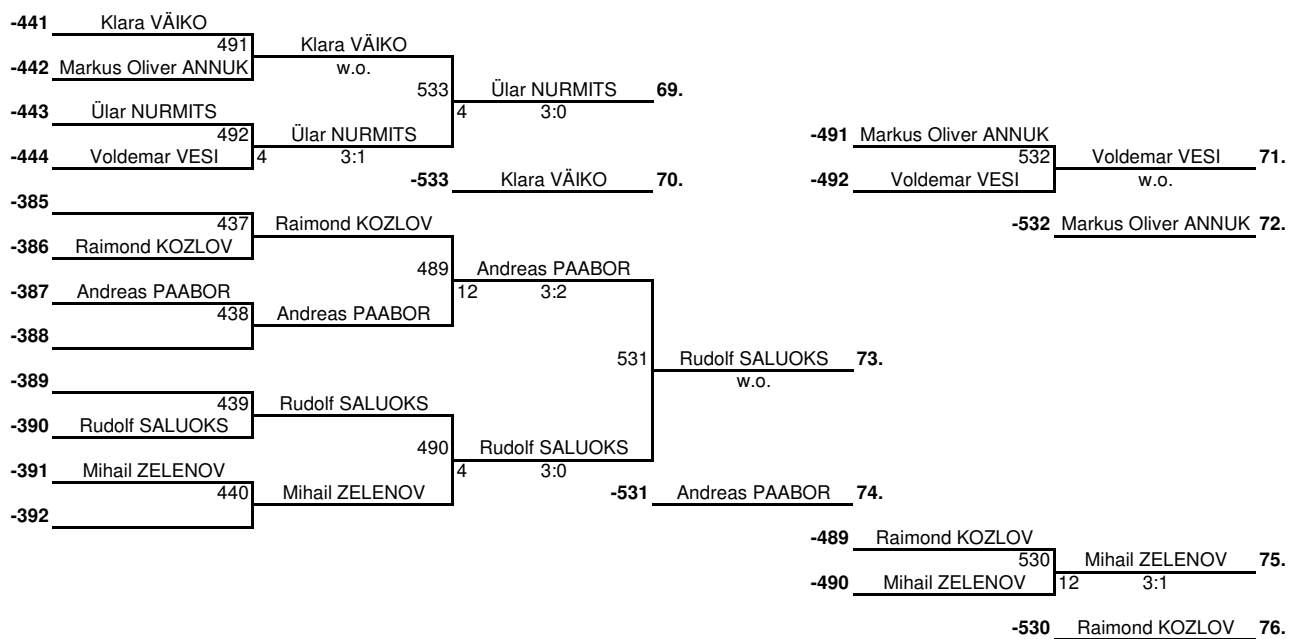 -441 Klara VÄIKO
491 Klara VÄIKO
-442 Markus Oliver ANNUK w.o.
533 Ülar NURMITS 69.
-443 Ülar NURMITS 4 3:0
492 Ülar NURMITS -491 Markus Oliver ANNUK
-444 Voldemar VESI 4 3:1 532 Voldemar VESI 71.
-533 Klara VÄIKO 70. -492 Voldemar VESI w.o.
-385
437 Raimond KOZLOV -532 Markus Oliver ANNUK 72.
-386 Raimond KOZLOV
489 Andreas PAABOR
-387 Andreas PAABOR 12 3:2
438 Andreas PAABOR
-388
531 Rudolf SALUOKS 73.
-389 w.o.
439 Rudolf SALUOKS
-390 Rudolf SALUOKS
490 Rudolf SALUOKS
-391 Mihail ZELENOV 4 3:0
440 Mihail ZELENOV -531 Andreas PAABOR 74.
-392
-489 Raimond KOZLOV
530 Mihail ZELENOV 75.
-490 Mihail ZELENOV 12 3:1
-530 Raimond KOZLOV 76.